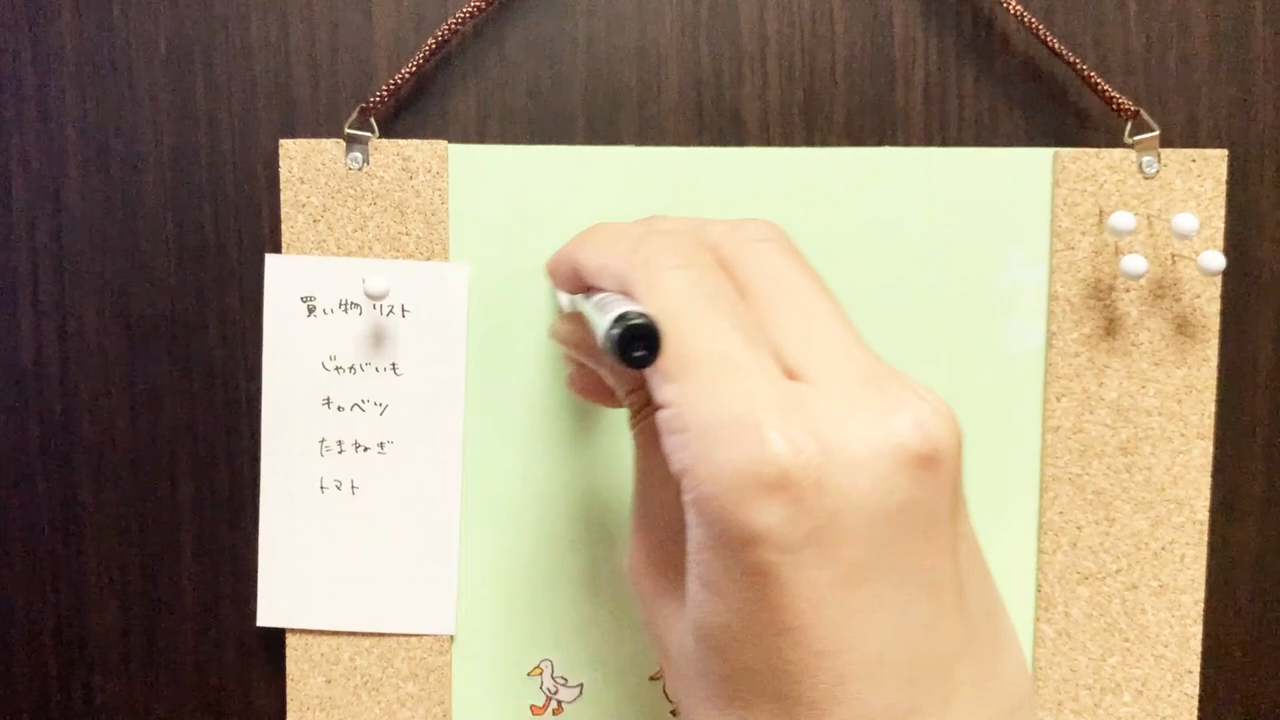 買い物リスト
じゃがいも
キャベツ
たまねぎ
トマト